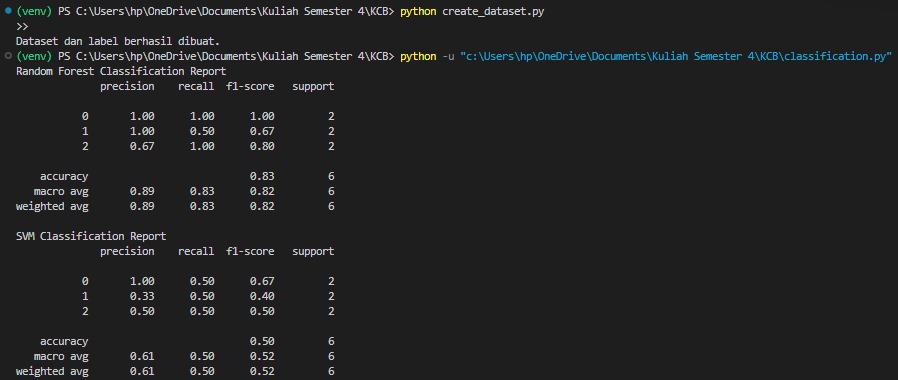 (venv) PS C:\Users\hp\OneDrive\Documents\Kuliah Semester 4\KCB> python create_dataset.py
>>
Dataset dan label berhasil dibuat.
(venv) PS C:\Users\hp\OneDrive\Documents\Kuliah Semester 4\KCB> python -u "c:\Users\hp\OneDrive\Documents\Kuliah Semester 4\KCB\classification.py"
Random Forest Classification Report
precision recall f1-score support
0 1.00 1.00 1.00 2
1 1.00 0.50 0.67 2
2 0.67 1.00 0.80 2
accuracy 0.83 6
macro avg 0.89 0.83 0.82 6
weighted avg 0.89 0.83 0.82 6
SVM Classification Report
precision recall f1-score support
0 1.00 0.50 0.67 2
1 0.33 0.50 0.40 2
2 0.50 0.50 0.50 2
accuracy 0.50 6
macro avg 0.61 0.50 0.52 6
weighted avg 0.61 0.50 0.52 6